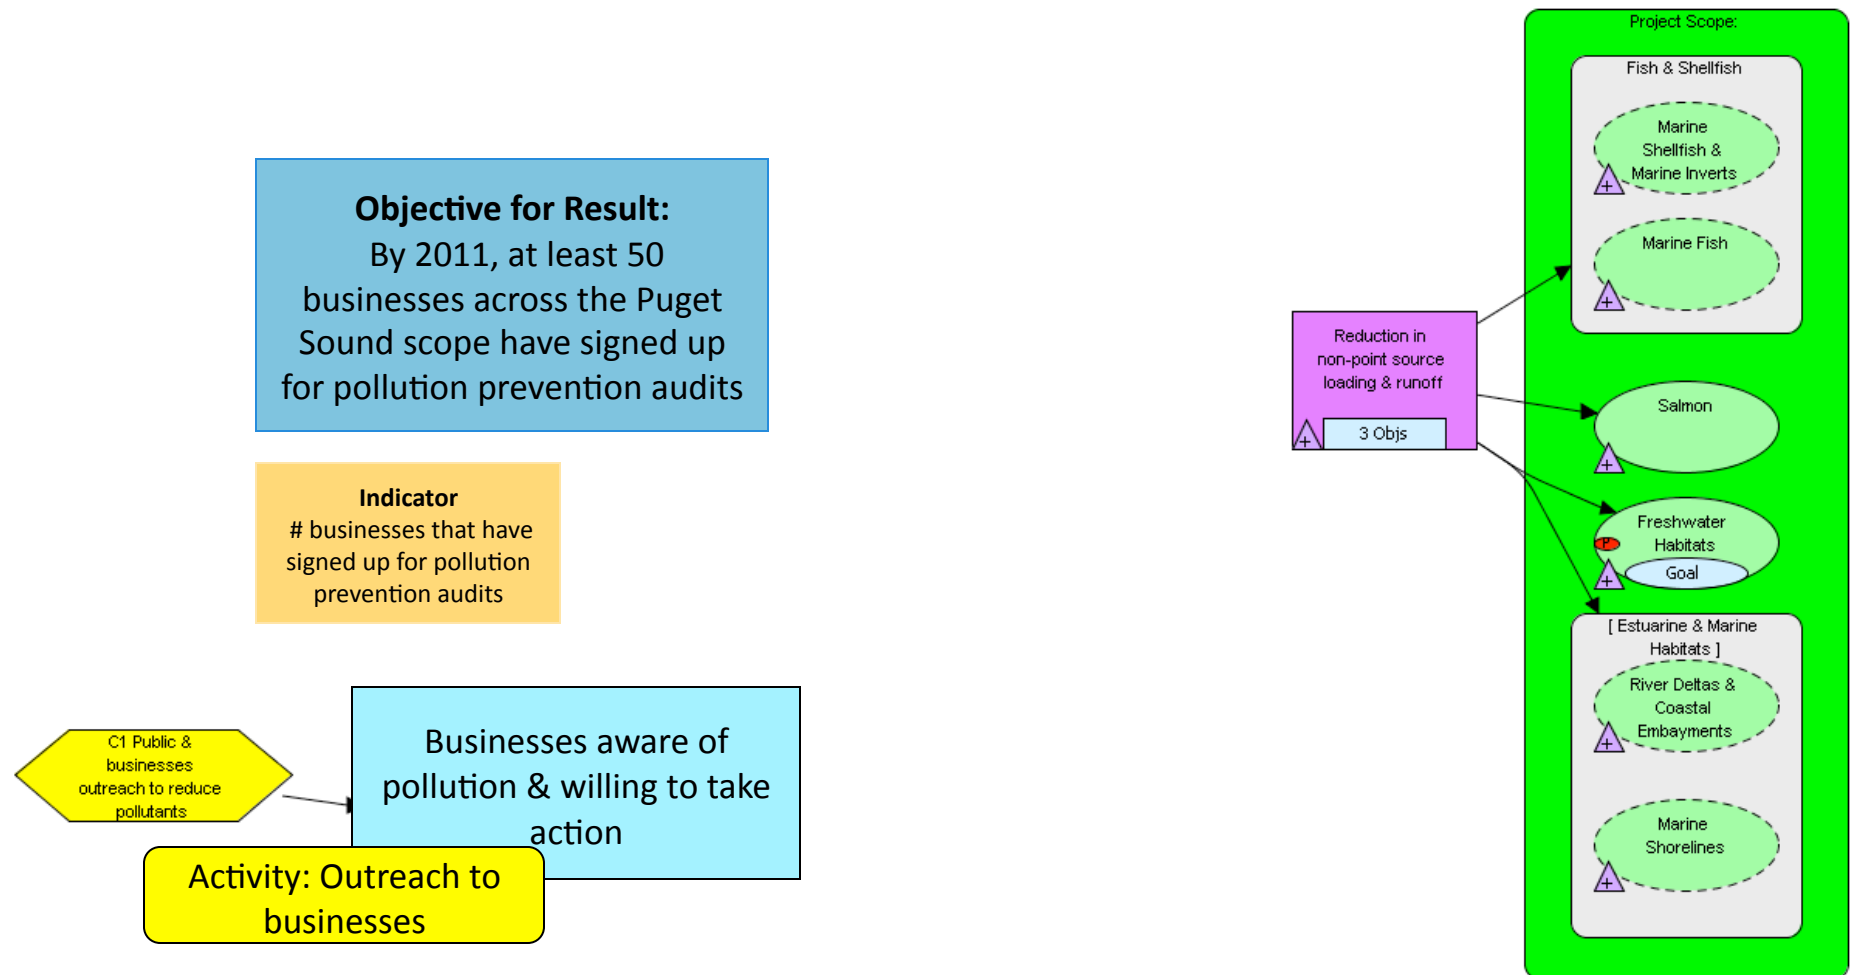 Objective for Result:
By 2011, at least 50
businesses across the Puget
Sound scope have signed up
for pollution prevention audits
Indicator
# businesses that have
signed up for pollution
prevention audits
C1 Public &
businesses
outreach to reduce
pollutants
Businesses aware of
pollution & willing to take
action
Activity: Outreach to
businesses
Reduction in
non-point source
loading & runoff
+
3 Objs
Project Scope:
Fish & Shellfish
Marine
Shellfish &
Marine Inverts
+
Marine Fish
+
Salmon
+
Freshwater
Habitats
P
Goal
+
[ Estuarine & Marine
Habitats ]
River Deltas &
Coastal
Embayments
+
Marine
Shorelines
+